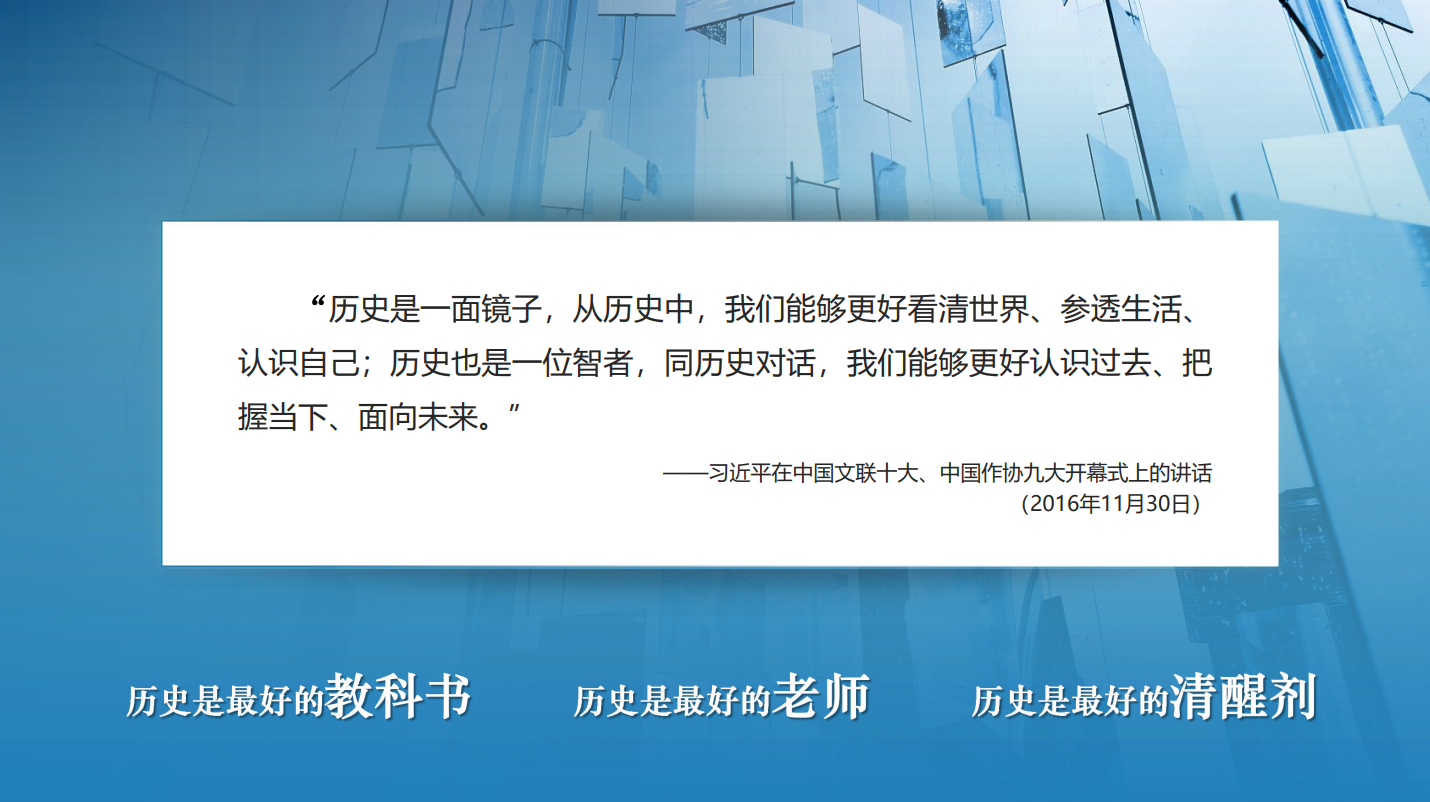 “历史是一面镜子，从历史中，我们能够更好看清世界、参透生活、
认识自己；历史也是一位智者，同历史对话，我们能够更好认识过去、把
握当下、面向未来。”
——习近平在中国文联十大、中国作协九大开幕式上的讲话
（2016年11月30日）
历史是最好的教科书
历史是最好的老师
历史是最好的清醒剂